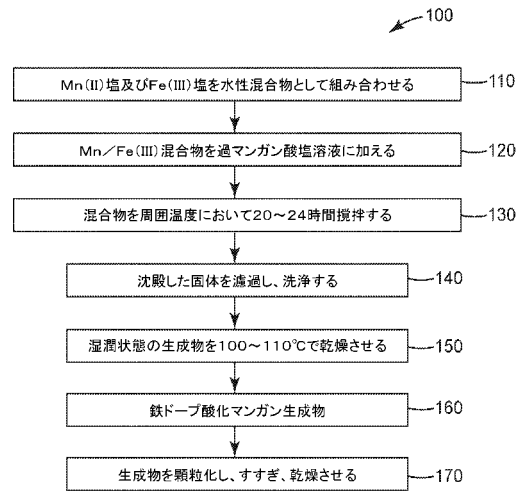 100
Mn(II)塩及びFe(III)塩を水性混合物として組み合わせる
110
Mn/Fe(III)混合物を過マンガン酸塩溶液に加える
120
混合物を周囲温度において20~24時間撹拌する
130
沈殿した固体を濾過し、洗浄する
140
湿潤状態の生成物を100~110℃で乾燥させる
150
鉄ドープ酸化マンガン生成物
160
生成物を顆粒化し、すすぎ、乾燥させる
170